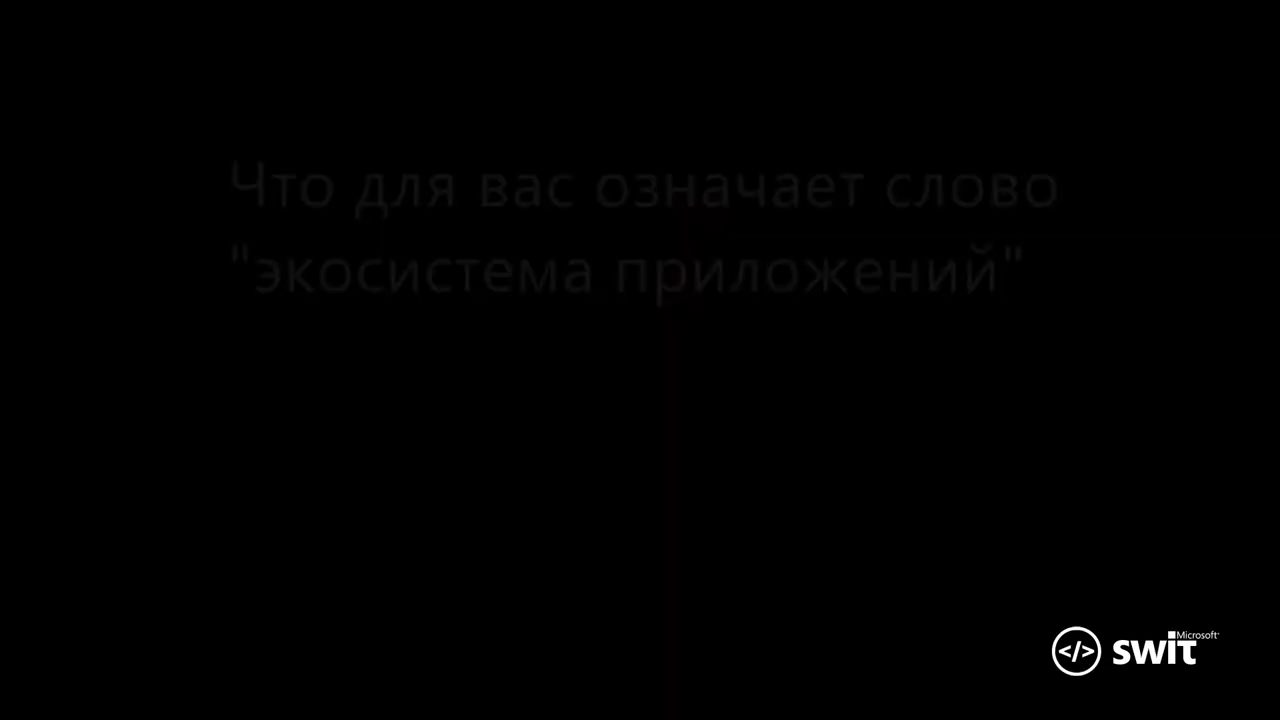 Что для вас означает слово
"экосистема приложений"
</> Microsoft
swit